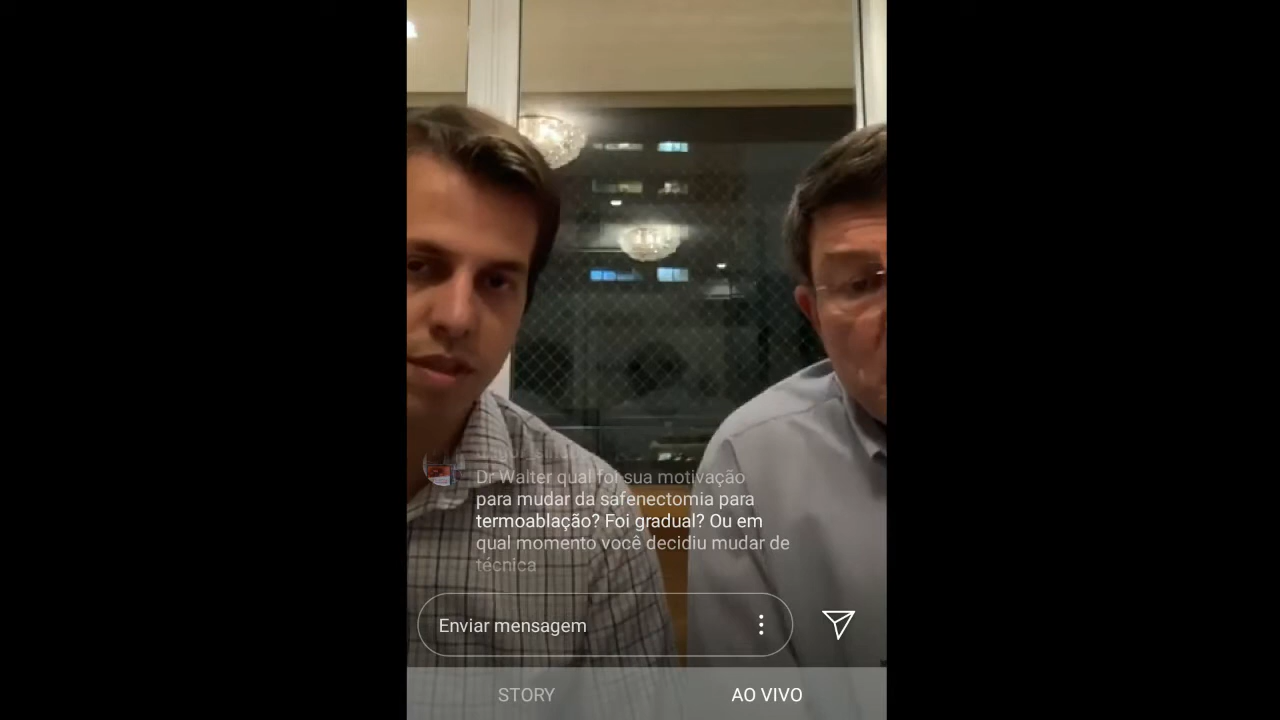 Dr Walter qual foi sua motivação
para mudar da safenectomia para
termoablação? Foi gradual? Ou em
qual momento você decidiu mudar de
técnica
Enviar mensagem
STORY
AO VIVO